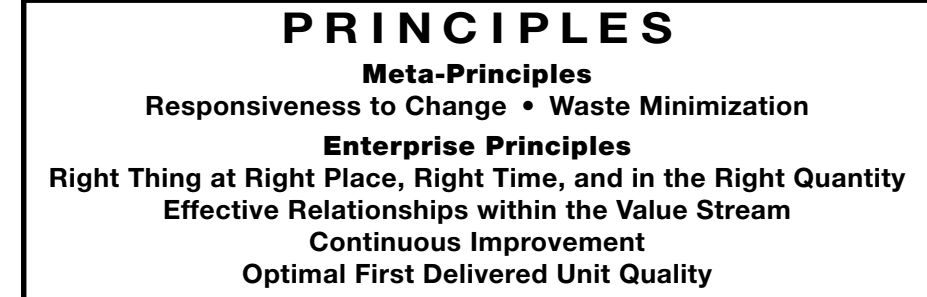 PRINCIPLES
Meta-Principles
Responsiveness to Change • Waste Minimization
Enterprise Principles
Right Thing at Right Place, Right Time, and in the Right Quantity
Effective Relationships within the Value Stream
Continuous Improvement
Optimal First Delivered Unit Quality